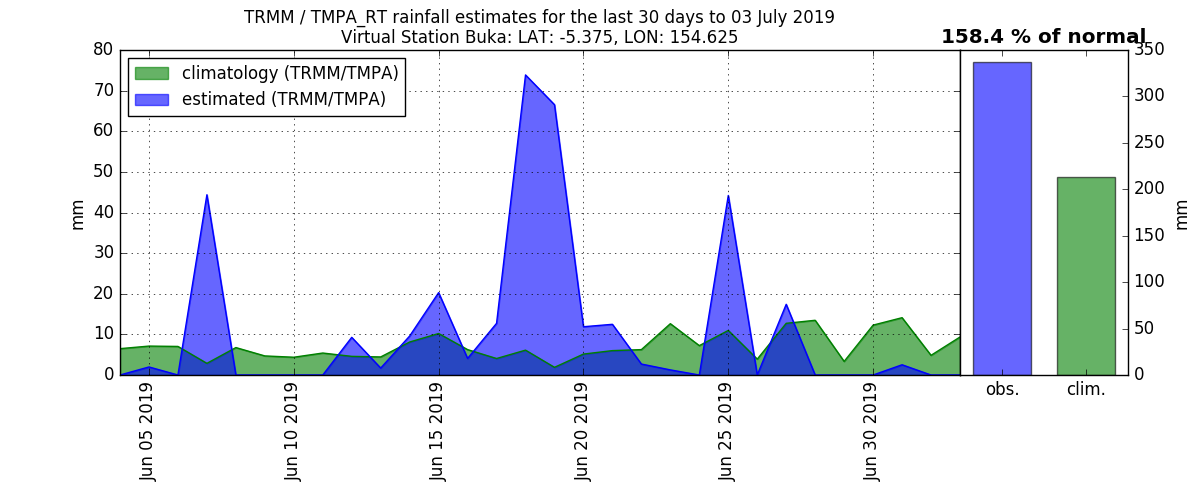 TRMM / TMPA_RT rainfall estimates for the last 30 days to 03 July 2019
Virtual Station Buka: LAT: -5.375, LON: 154.625
158.4 % of normal
climatology (TRMM/TMPA)
estimated (TRMM/TMPA)
80
70
60
50
40
30
20
10
0
mm
Jun 05 2019
Jun 10 2019
Jun 15 2019
Jun 20 2019
Jun 25 2019
Jun 30 2019
obs.
clim.
350
300
250
200
150
100
50
0
mm